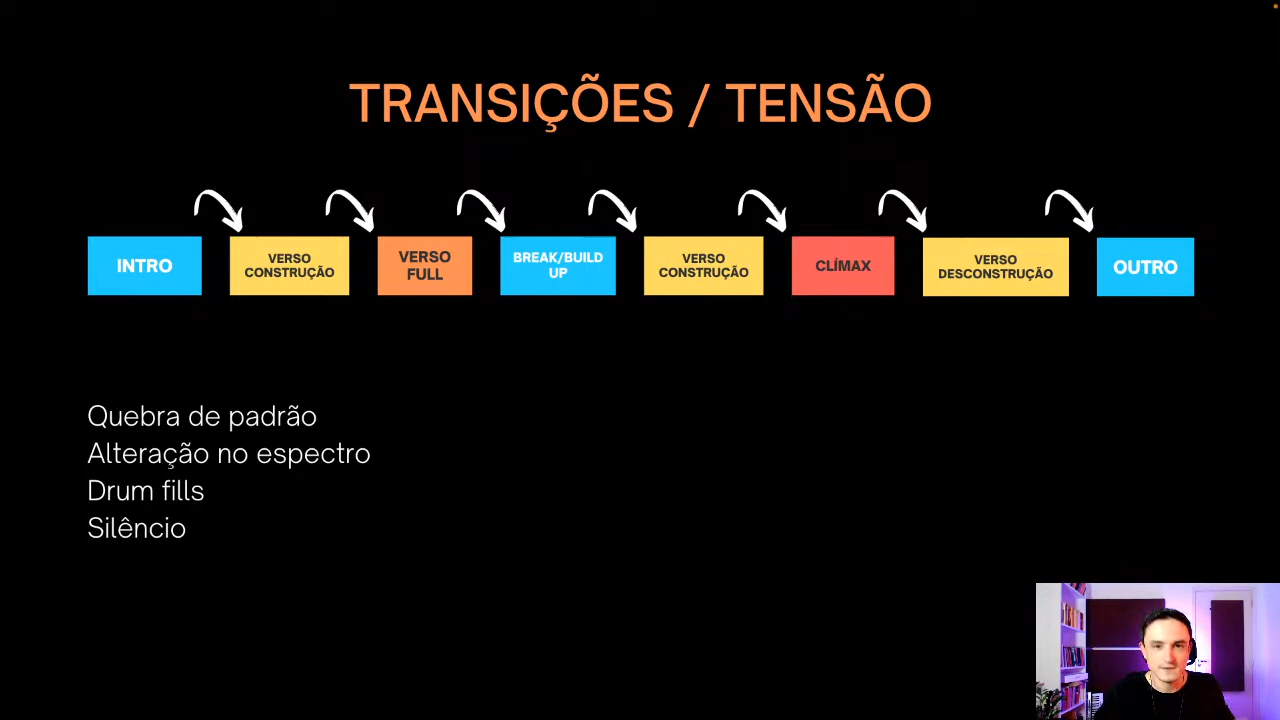 TRANSIÇÕES / TENSÃO
INTRO
VERSO
CONSTRUÇÃO
VERSO
FULL
BREAK/BUILD
UP
VERSO
CONSTRUÇÃO
CLÍMAX
VERSO
DESCONSTRUÇÃO
OUTRO
Quebra de padrão
Alteração no espectro
Drum fills
Silêncio